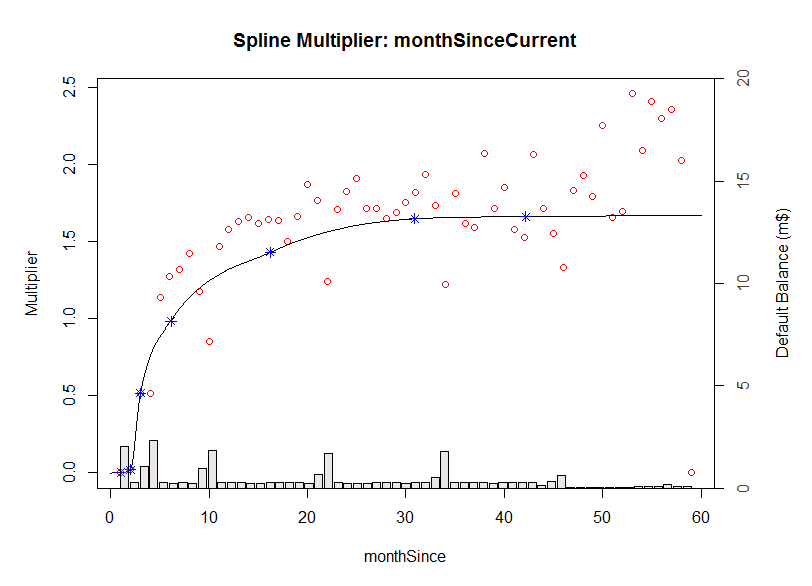 Spline Multiplier: monthSinceCurrent
Multiplier
2.5
2.0
1.5
1.0
0.5
0.0
20
15
10
5
0
Default Balance (m$)
0 10 20 30 40 50 60
monthSince